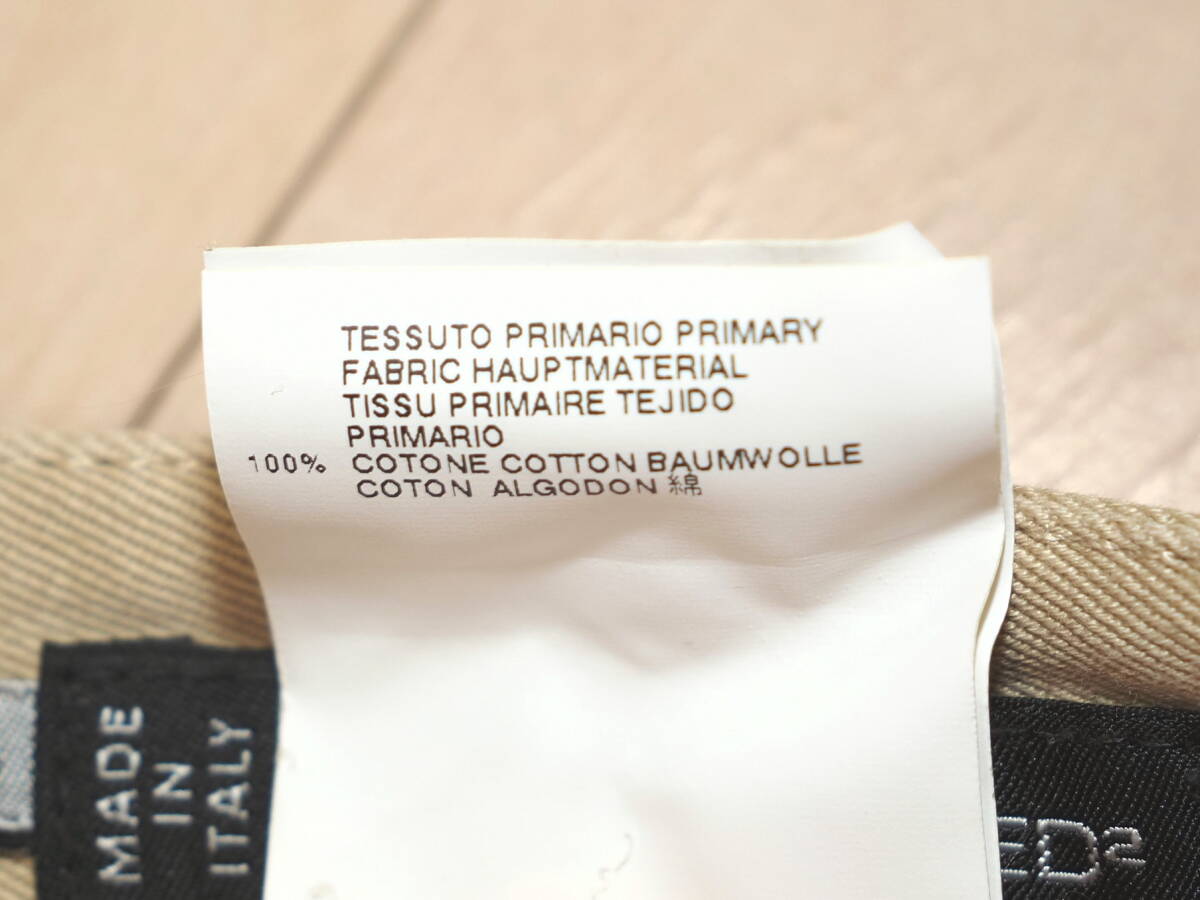 TESSUTO PRIMARIO PRIMARY
FABRIC HAUPTMATERIAL
TISSU PRIMAIRE TEJIDO
PRIMARIO
100% COTONE COTTON BAUMWOLLE
COTON ALGODON 綿
MADE
IN
ITALY
ED2